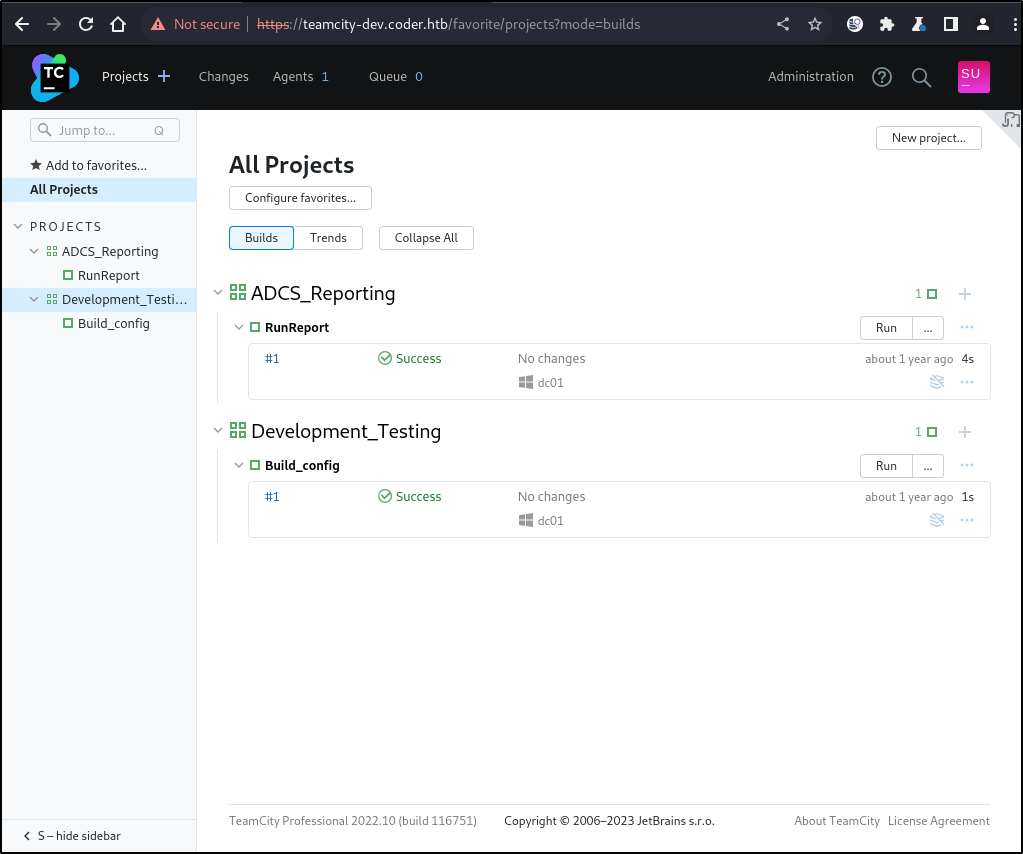 Not secure https://teamcity-dev.coder.htb/favorite/projects?mode=builds
TC Projects Changes Agents 1 Queue 0 Administration SU
Jump to... Q
Add to favorites...
All Projects
PROJECTS
ADCS_Reporting
RunReport
Development_Testi...
Build_config
New project...
All Projects
Configure favorites...
Builds Trends Collapse All
ADCS_Reporting 1
RunReport Run ...
#1 Success No changes about 1 year ago 4s
dc01
Development_Testing 1
Build_config Run ...
#1 Success No changes about 1 year ago 1s
dc01
S – hide sidebar
TeamCity Professional 2022.10 (build 116751) Copyright © 2006–2023 JetBrains s.r.o. About TeamCity License Agreement